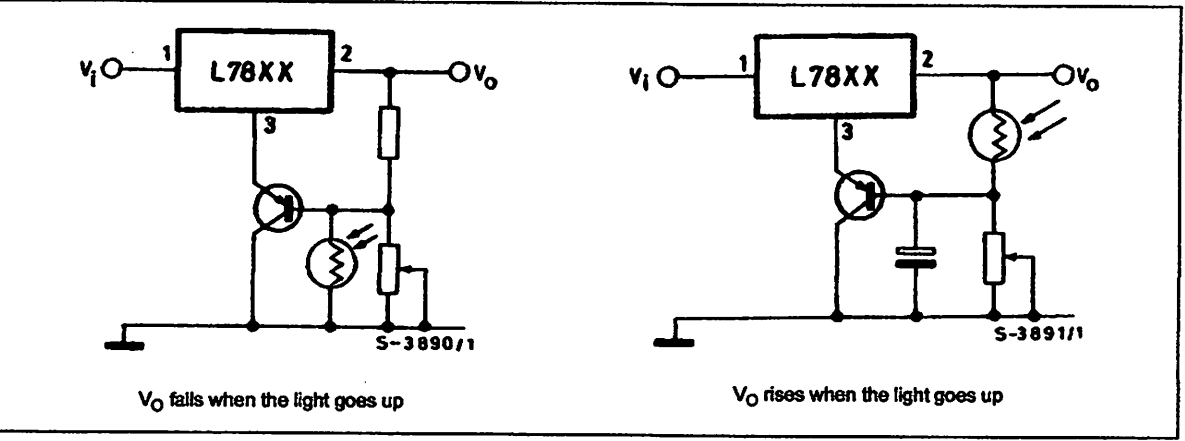 1 L78XX 2
Vi Vo
3
S-3890/1
VO falls when the light goes up
1 L78XX 2
Vi Vo
3
S-3891/1
VO rises when the light goes up